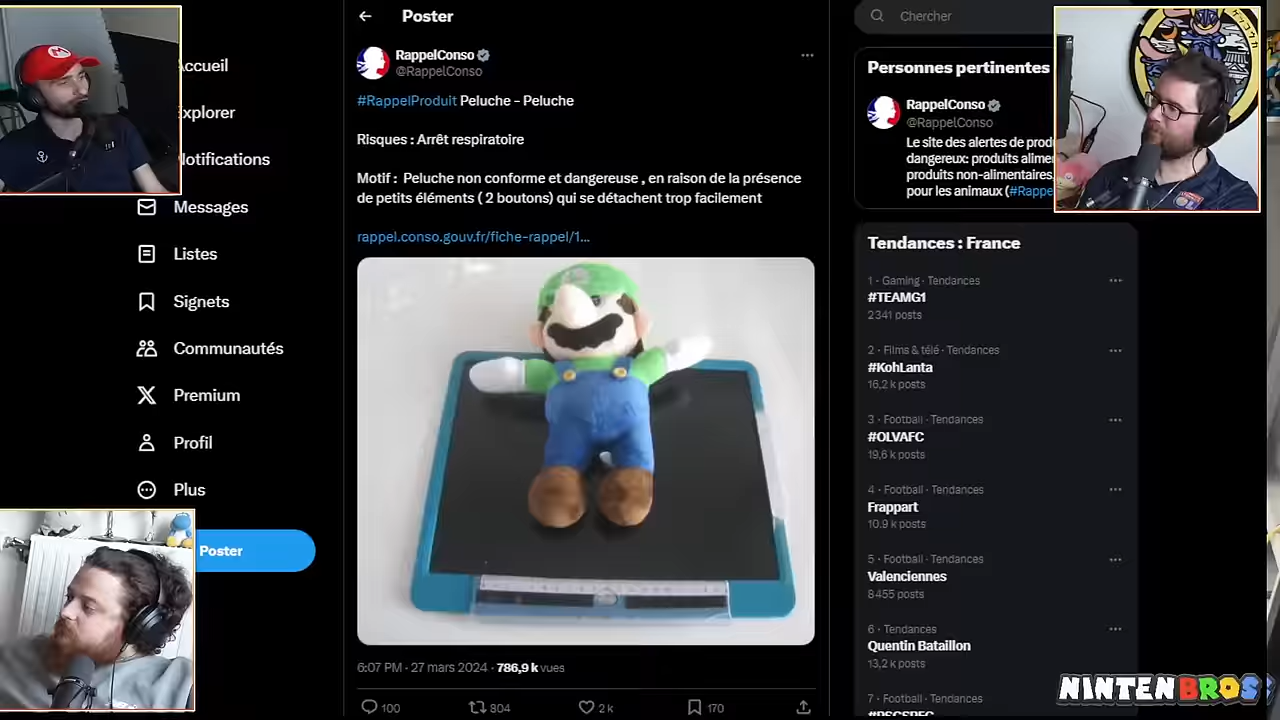 Accueil
Explorer
Notifications
Messages
Listes
Signets
Communautés
Premium
Profil
Plus
Poster
Poster
RappelConso
@RappelConso
#RappelProduit Peluche - Peluche
Risques : Arrêt respiratoire
Motif : Peluche non conforme et dangereuse , en raison de la présence
de petits éléments ( 2 boutons) qui se détachent trop facilement
rappel.conso.gouv.fr/fiche-rappel/1...
6:07 PM · 27 mars 2024 · 786,9 k vues
100
804
2 k
170
Chercher
Personnes pertinentes
RappelConso
@RappelConso
Le site des alertes de prod
dangereux: produits alimen
produits non-alimentaires,
pour les animaux (#Rappe
Tendances : France
1 · Gaming · Tendances
#TEAMG1
2 341 posts
2 · Films & télé · Tendances
#KohLanta
16,2 k posts
3 · Football · Tendances
#OLVAFC
19,6 k posts
4 · Football · Tendances
Frappart
10.9 k posts
5 · Football · Tendances
Valenciennes
8 455 posts
6 · Tendances
Quentin Bataillon
13,2 k posts
7 · Football · Tendances
NINTENBROS